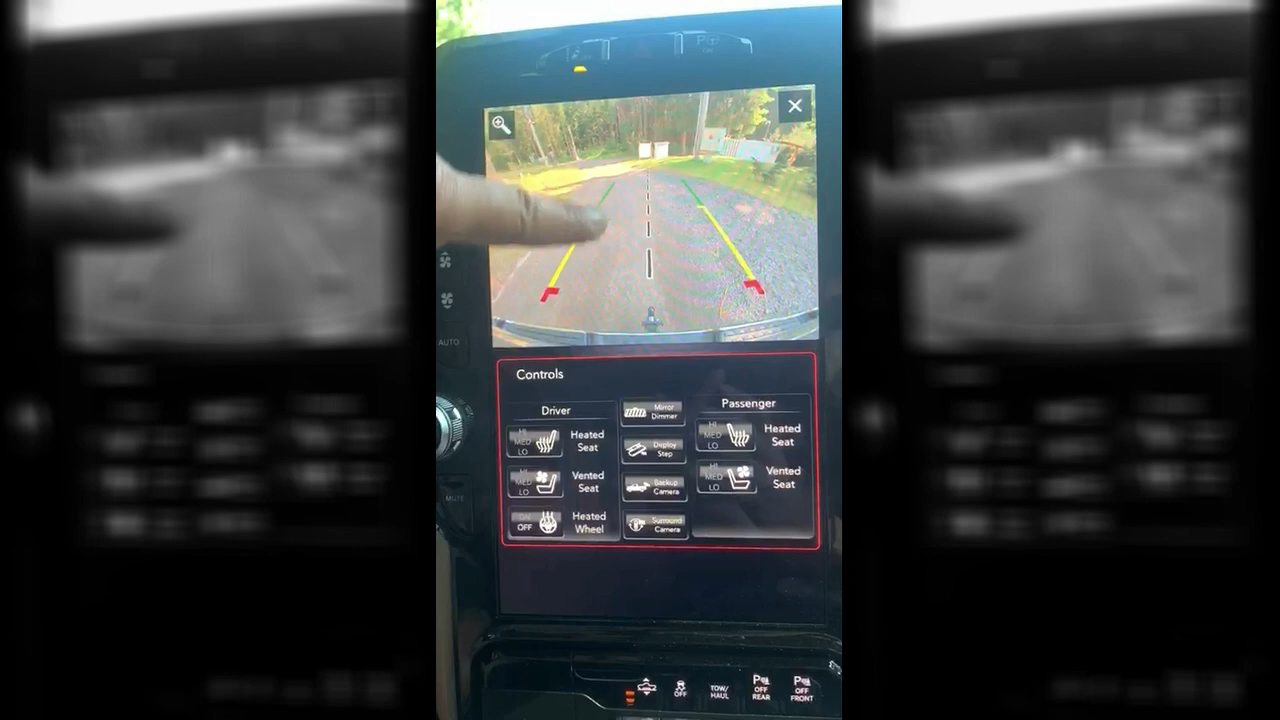 AUTO
MUTE
Controls
Driver
HI
MED
LO
Heated
Seat
HI
MED
LO
Vented
Seat
ON
OFF
Heated
Wheel
Mirror
Dimmer
Deploy
Step
Backup
Camera
Surround
Camera
Passenger
HI
MED
LO
Heated
Seat
HI
MED
LO
Vented
Seat
OFF
TOW/
HAUL
P
OFF
REAR
P
OFF
FRONT